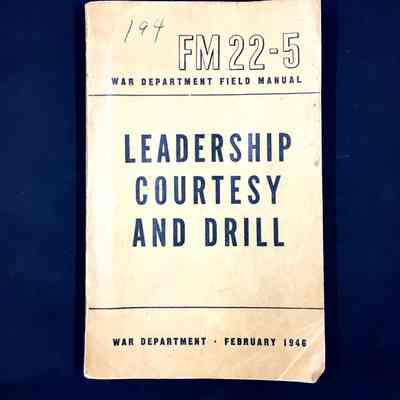 194
FM 22-5
WAR DEPARTMENT FIELD MANUAL
LEADERSHIP
COURTESY
AND DRILL
WAR DEPARTMENT · FEBRUARY 1946